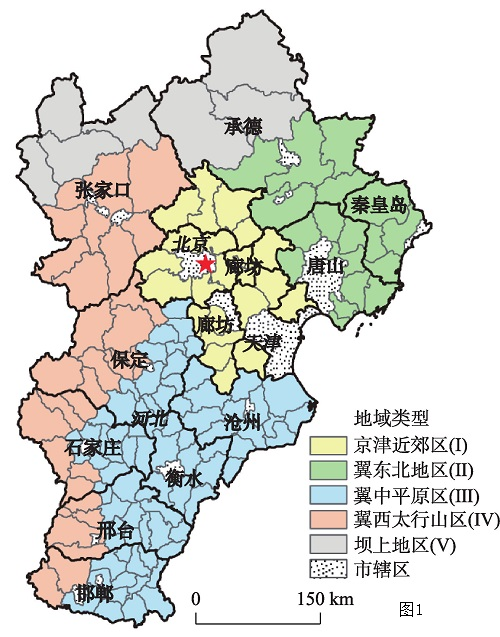 承德
张家口
秦皇岛
北京
廊坊
唐山
廊坊
天津
保定
河北
沧州
石家庄
衡水
邢台
邯郸
地域类型
京津近郊区(I)
翼东北地区(II)
翼中平原区(III)
翼西太行山区(IV)
坝上地区(V)
市辖区
0 150 km
图1